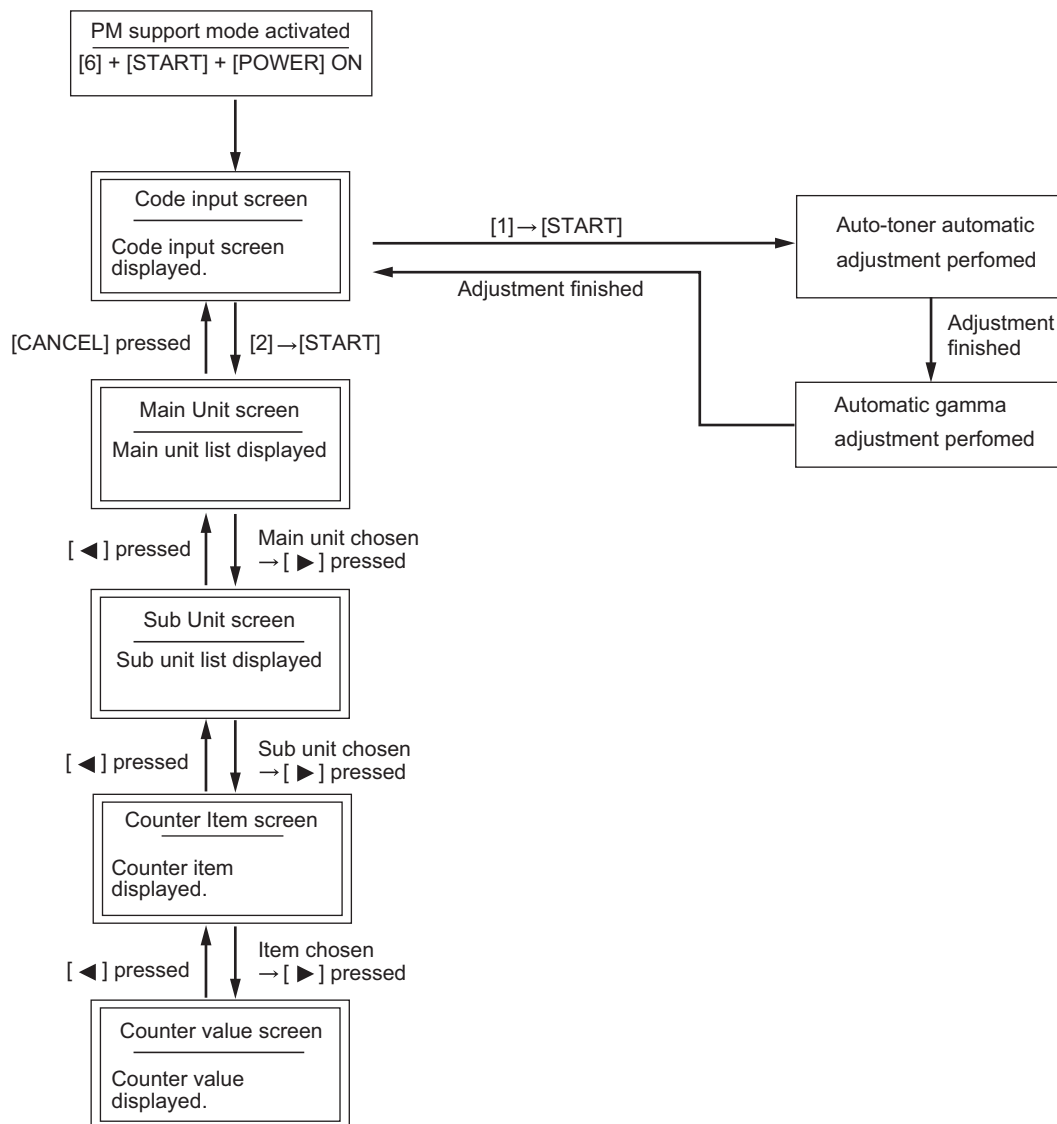 PM support mode activated
[6] + [START] + [POWER] ON
Code input screen
Code input screen
displayed.
[1]→[START]
Auto-toner automatic
adjustment perfomed
Adjustment finished
Adjustment
finished
Automatic gamma
adjustment perfomed
[CANCEL] pressed
[2]→[START]
Main Unit screen
Main unit list displayed
[ ◀ ] pressed
Main unit chosen
→[ ▶ ] pressed
Sub Unit screen
Sub unit list displayed
[ ◀ ] pressed
Sub unit chosen
→[ ▶ ] pressed
Counter Item screen
Counter item
displayed.
[ ◀ ] pressed
Item chosen
→[ ▶ ] pressed
Counter value screen
Counter value
displayed.